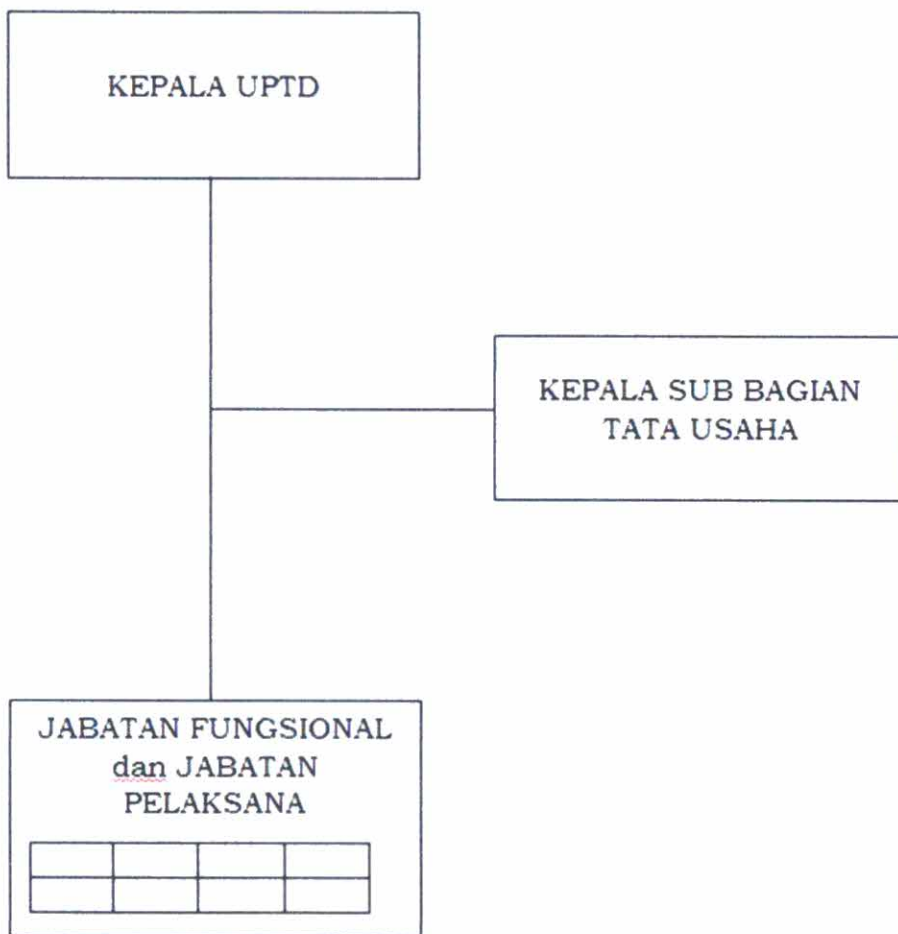 KEPALA UPTD
KEPALA SUB BAGIAN
TATA USAHA
JABATAN FUNGSIONAL
dan JABATAN
PELAKSANA